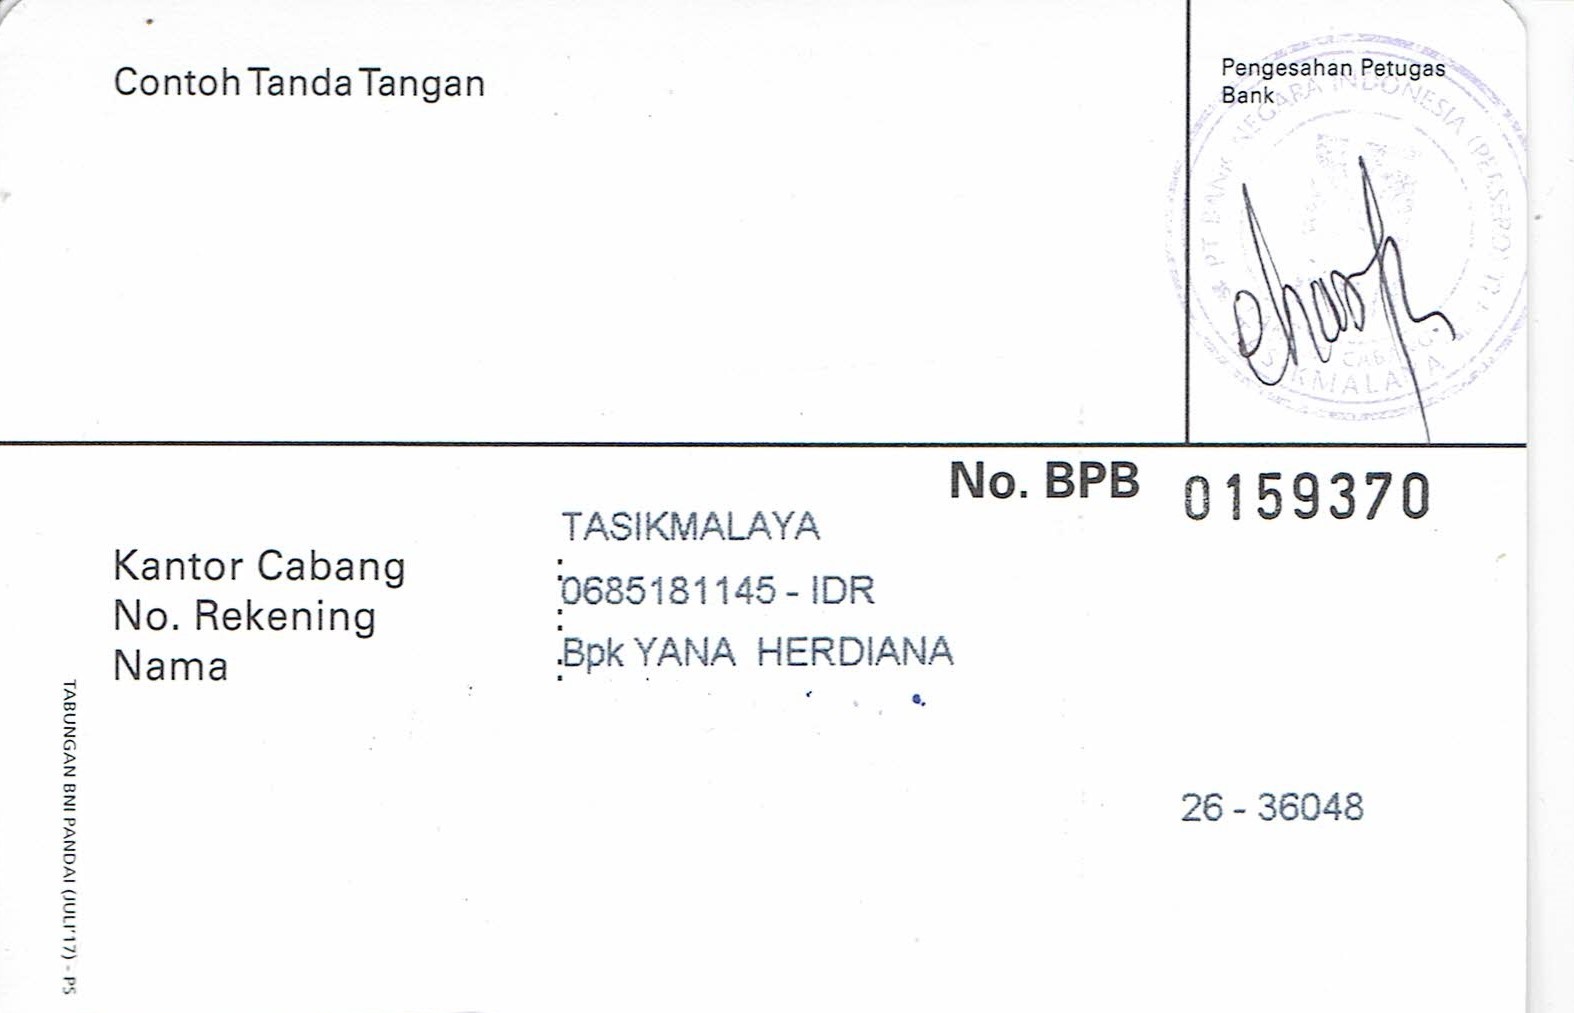 Contoh Tanda Tangan
Pengesahan Petugas
Bank
PT BANK NEGARA INDONESIA (PERSERO)
CABANG
TASIKMALAYA
No. BPB 0159370
Kantor Cabang : TASIKMALAYA
No. Rekening : 0685181145 - IDR
Nama : Bpk YANA HERDIANA
26 - 36048
TABUNGAN BNI PANDAI (JULI'17) - PS